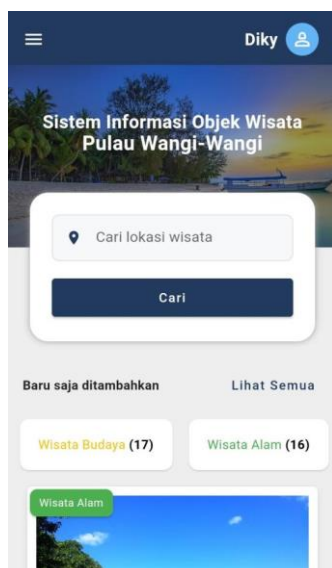 Diky
Sistem Informasi Objek Wisata
Pulau Wangi-Wangi
Cari lokasi wisata
Cari
Baru saja ditambahkan Lihat Semua
Wisata Budaya (17) Wisata Alam (16)
Wisata Alam